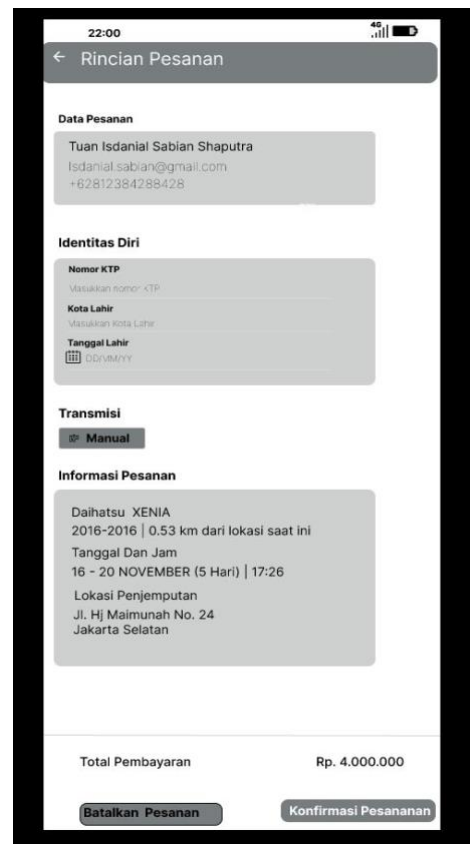 22:00
4G
← Rincian Pesanan
Data Pesanan
Tuan Isdanial Sabian Shaputra
Isdanial.sabian@gmail.com
+62812384288428
Identitas Diri
Nomor KTP
Masukkan nomor KTP
Kota Lahir
Masukkan Kota Lahir
Tanggal Lahir
DD/MM/YY
Transmisi
Manual
Informasi Pesanan
Daihatsu XENIA
2016-2016 | 0.53 km dari lokasi saat ini
Tanggal Dan Jam
16 - 20 NOVEMBER (5 Hari) | 17:26
Lokasi Penjemputan
Jl. Hj Maimunah No. 24
Jakarta Selatan
Total Pembayaran Rp. 4.000.000
Batalkan Pesanan Konfirmasi Pesananan